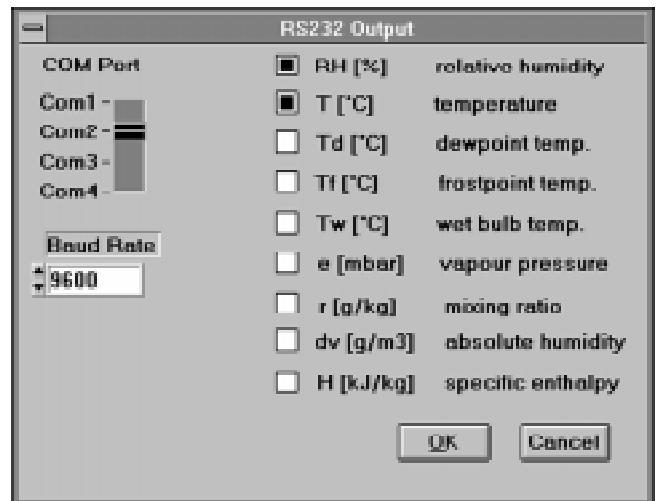 RS232 Output
COM Port
Com1
Com2
Com3
Com4
Baud Rate
9600
RH [%] relative humidity
T [°C] temperature
Td [°C] dewpoint temp.
Tf [°C] frostpoint temp.
Tw [°C] wet bulb temp.
e [mbar] vapour pressure
r [g/kg] mixing ratio
dv [g/m3] absolute humidity
H [kJ/kg] specific enthalpy
OK Cancel